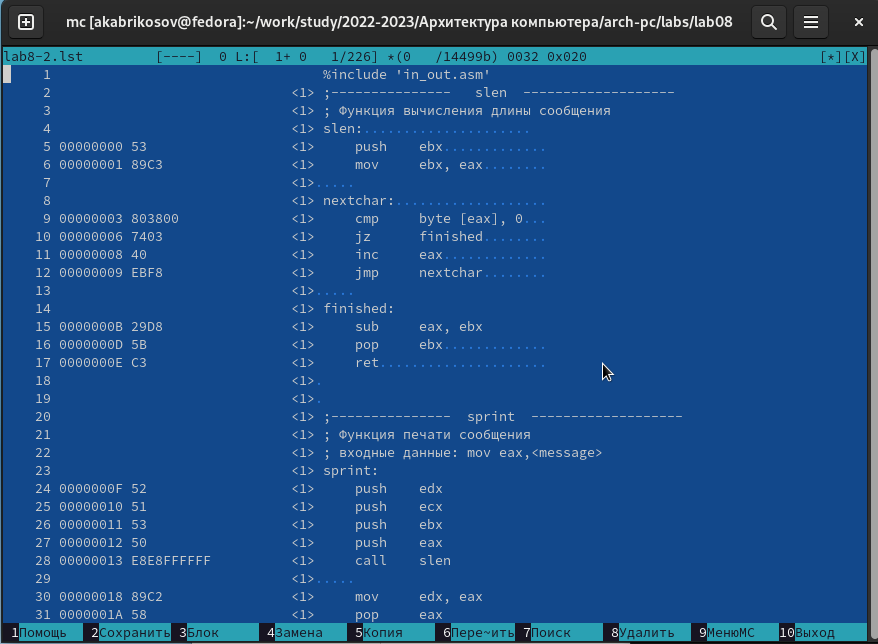 mc [akabrikosov@fedora]:~/work/study/2022-2023/Архитектура компьютера/arch-pc/labs/lab08
lab8-2.lst [----] 0 L:[ 1+ 0 1/226] *(0 /14499b) 0032 0x020 [*][X]
1 %include 'in_out.asm'
2 <1> ;--------------- slen -------------------
3 <1> ; Функция вычисления длины сообщения
4 <1> slen:.....................
5 00000000 53 <1> push ebx.............
6 00000001 89C3 <1> mov ebx, eax........
7 <1>.....
8 <1> nextchar:...................
9 00000003 803800 <1> cmp byte [eax], 0...
10 00000006 7403 <1> jz finished........
11 00000008 40 <1> inc eax.............
12 00000009 EBF8 <1> jmp nextchar........
13 <1>.....
14 <1> finished:
15 0000000B 29D8 <1> sub eax, ebx
16 0000000D 5B <1> pop ebx.............
17 0000000E C3 <1> ret.....................
18 <1>.
19 <1>.
20 <1> ;--------------- sprint -------------------
21 <1> ; Функция печати сообщения
22 <1> ; входные данные: mov eax,<message>
23 <1> sprint:
24 0000000F 52 <1> push edx
25 00000010 51 <1> push ecx
26 00000011 53 <1> push ebx
27 00000012 50 <1> push eax
28 00000013 E8E8FFFFFF <1> call slen
29 <1>.....
30 00000018 89C2 <1> mov edx, eax
31 0000001A 58 <1> pop eax
1Помощь 2Сохранить 3Блок 4Замена 5Копия 6Пере~ить 7Поиск 8Удалить 9МенюMC 10Выход